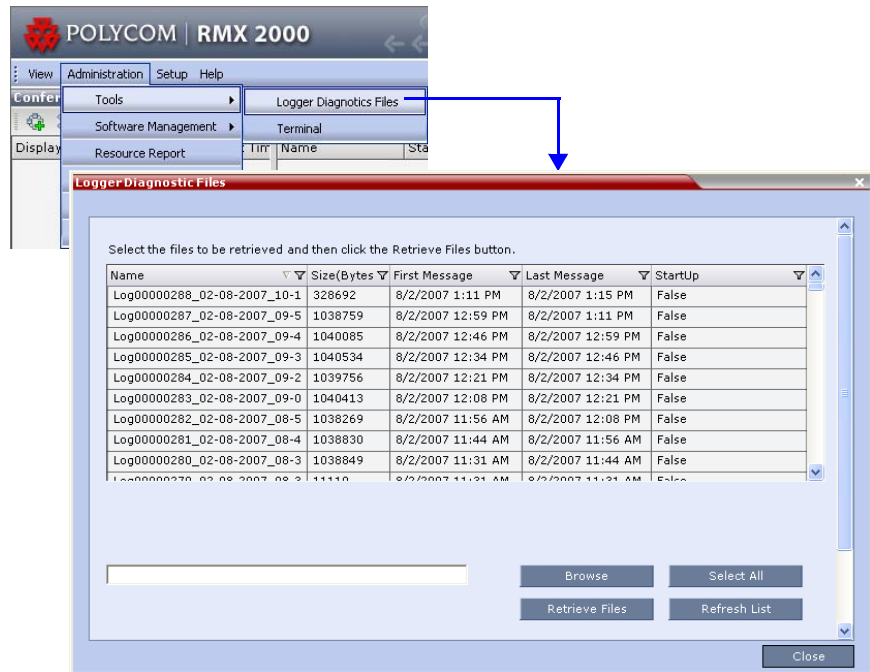 POLYCOM | RMX 2000
View Administration Setup Help
Confer
Tools
Logger Diagnotics Files
Software Management
Terminal
Display
Resource Report
Name
Sta
Logger Diagnostic Files
Select the files to be retrieved and then click the Retrieve Files button.
Name Size(Bytes First Message Last Message StartUp
Log00000288_02-08-2007_10-1 328692 8/2/2007 1:11 PM 8/2/2007 1:15 PM False
Log00000287_02-08-2007_09-5 1038759 8/2/2007 12:59 PM 8/2/2007 1:11 PM False
Log00000286_02-08-2007_09-4 1040085 8/2/2007 12:46 PM 8/2/2007 12:59 PM False
Log00000285_02-08-2007_09-3 1040534 8/2/2007 12:34 PM 8/2/2007 12:46 PM False
Log00000284_02-08-2007_09-2 1039756 8/2/2007 12:21 PM 8/2/2007 12:34 PM False
Log00000283_02-08-2007_09-0 1040413 8/2/2007 12:08 PM 8/2/2007 12:21 PM False
Log00000282_02-08-2007_08-5 1038269 8/2/2007 11:56 AM 8/2/2007 12:08 PM False
Log00000281_02-08-2007_08-4 1038830 8/2/2007 11:44 AM 8/2/2007 11:56 AM False
Log00000280_02-08-2007_08-3 1038849 8/2/2007 11:31 AM 8/2/2007 11:44 AM False
Browse Select All
Retrieve Files Refresh List
Close